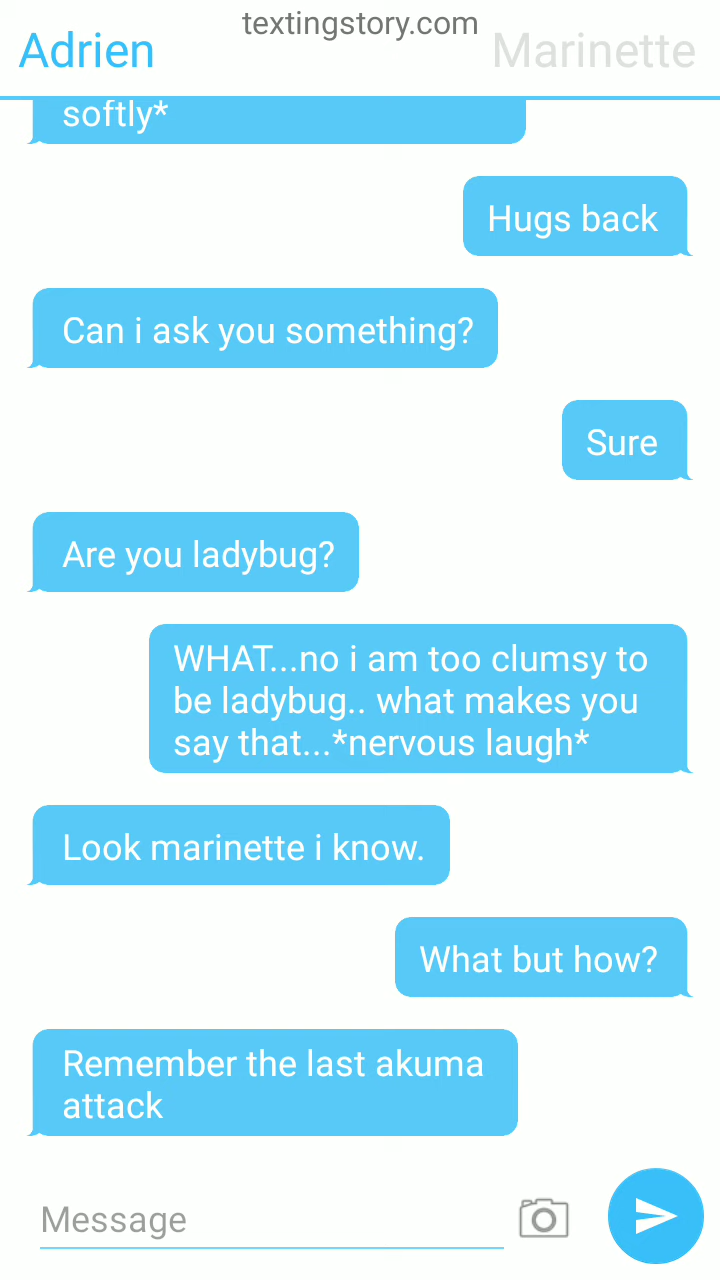 textingstory.com
Adrien
Marinette
softly*
Hugs back
Can i ask you something?
Sure
Are you ladybug?
WHAT...no i am too clumsy to
be ladybug.. what makes you
say that...*nervous laugh*
Look marinette i know.
What but how?
Remember the last akuma
attack
Message